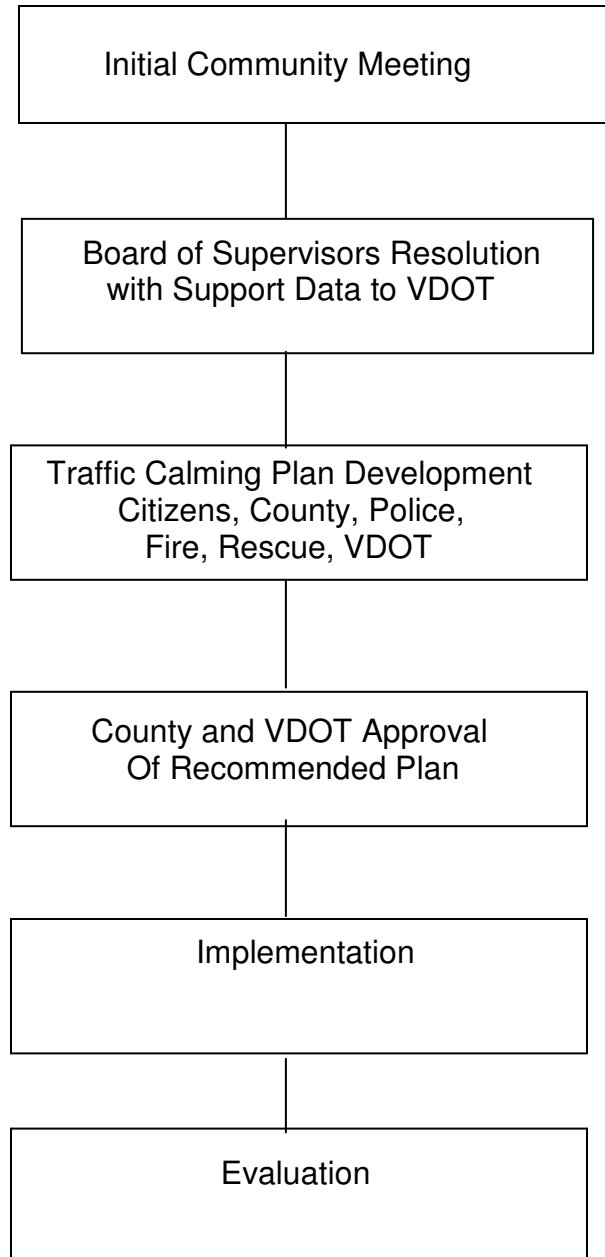 Initial Community Meeting
Board of Supervisors Resolution
with Support Data to VDOT
Traffic Calming Plan Development
Citizens, County, Police,
Fire, Rescue, VDOT
County and VDOT Approval
Of Recommended Plan
Implementation
Evaluation